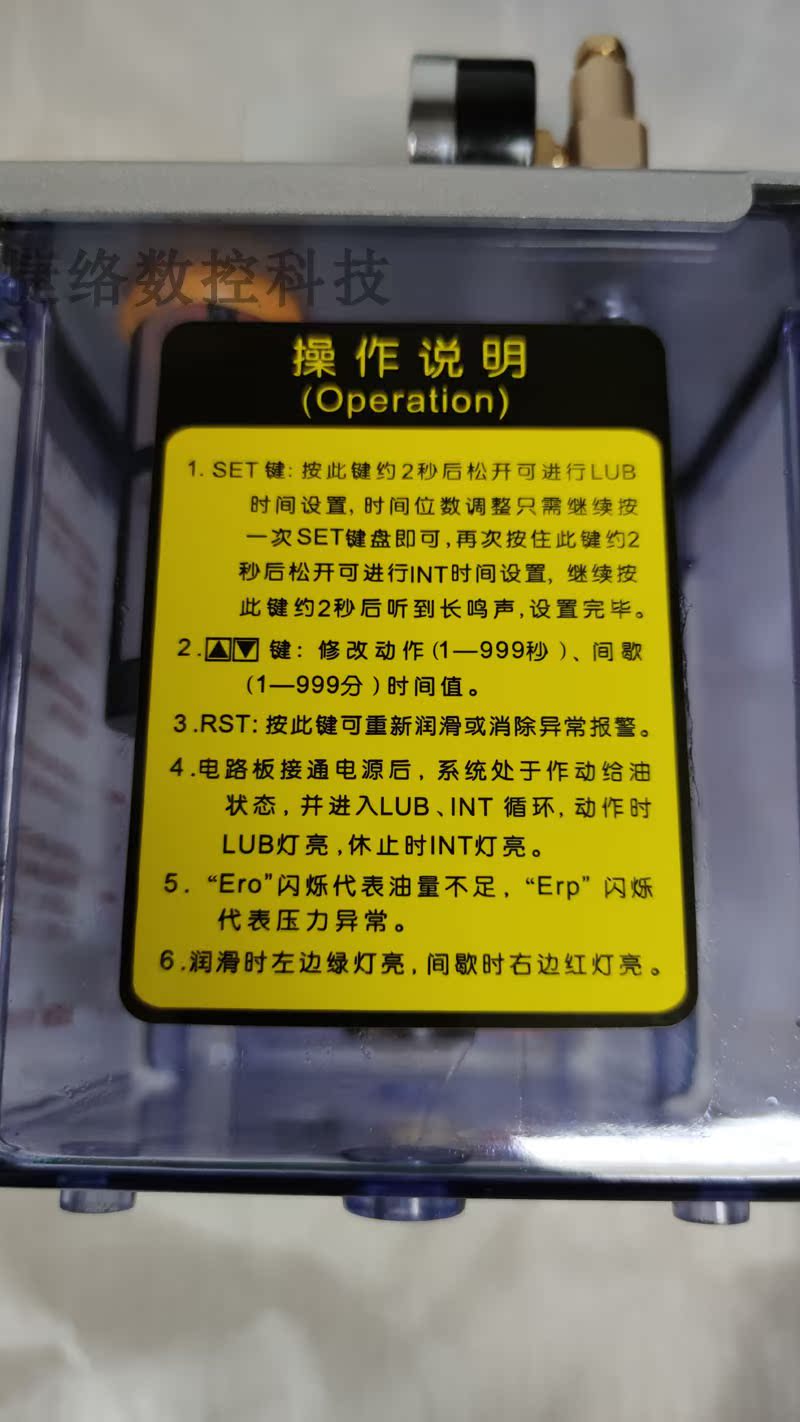 络数控科技
操作说明
(Operation)
1. SET 键: 按此键约2秒后松开可进行LUB
时间设置, 时间位数调整只需继续按
一次SET键盘即可, 再次按住此键约2
秒后松开可进行INT时间设置, 继续按
此键约2秒后听到长鸣声, 设置完毕。
2. ▲▼ 键: 修改动作(1—999秒)、间歇
(1—999分)时间值。
3.RST: 按此键可重新润滑或消除异常报警。
4.电路板接通电源后, 系统处于作动给油
状态, 并进入LUB、INT 循环, 动作时
LUB灯亮, 休止时INT灯亮。
5. “Ero”闪烁代表油量不足, “Erp” 闪烁
代表压力异常。
6.润滑时左边绿灯亮, 间歇时右边红灯亮。